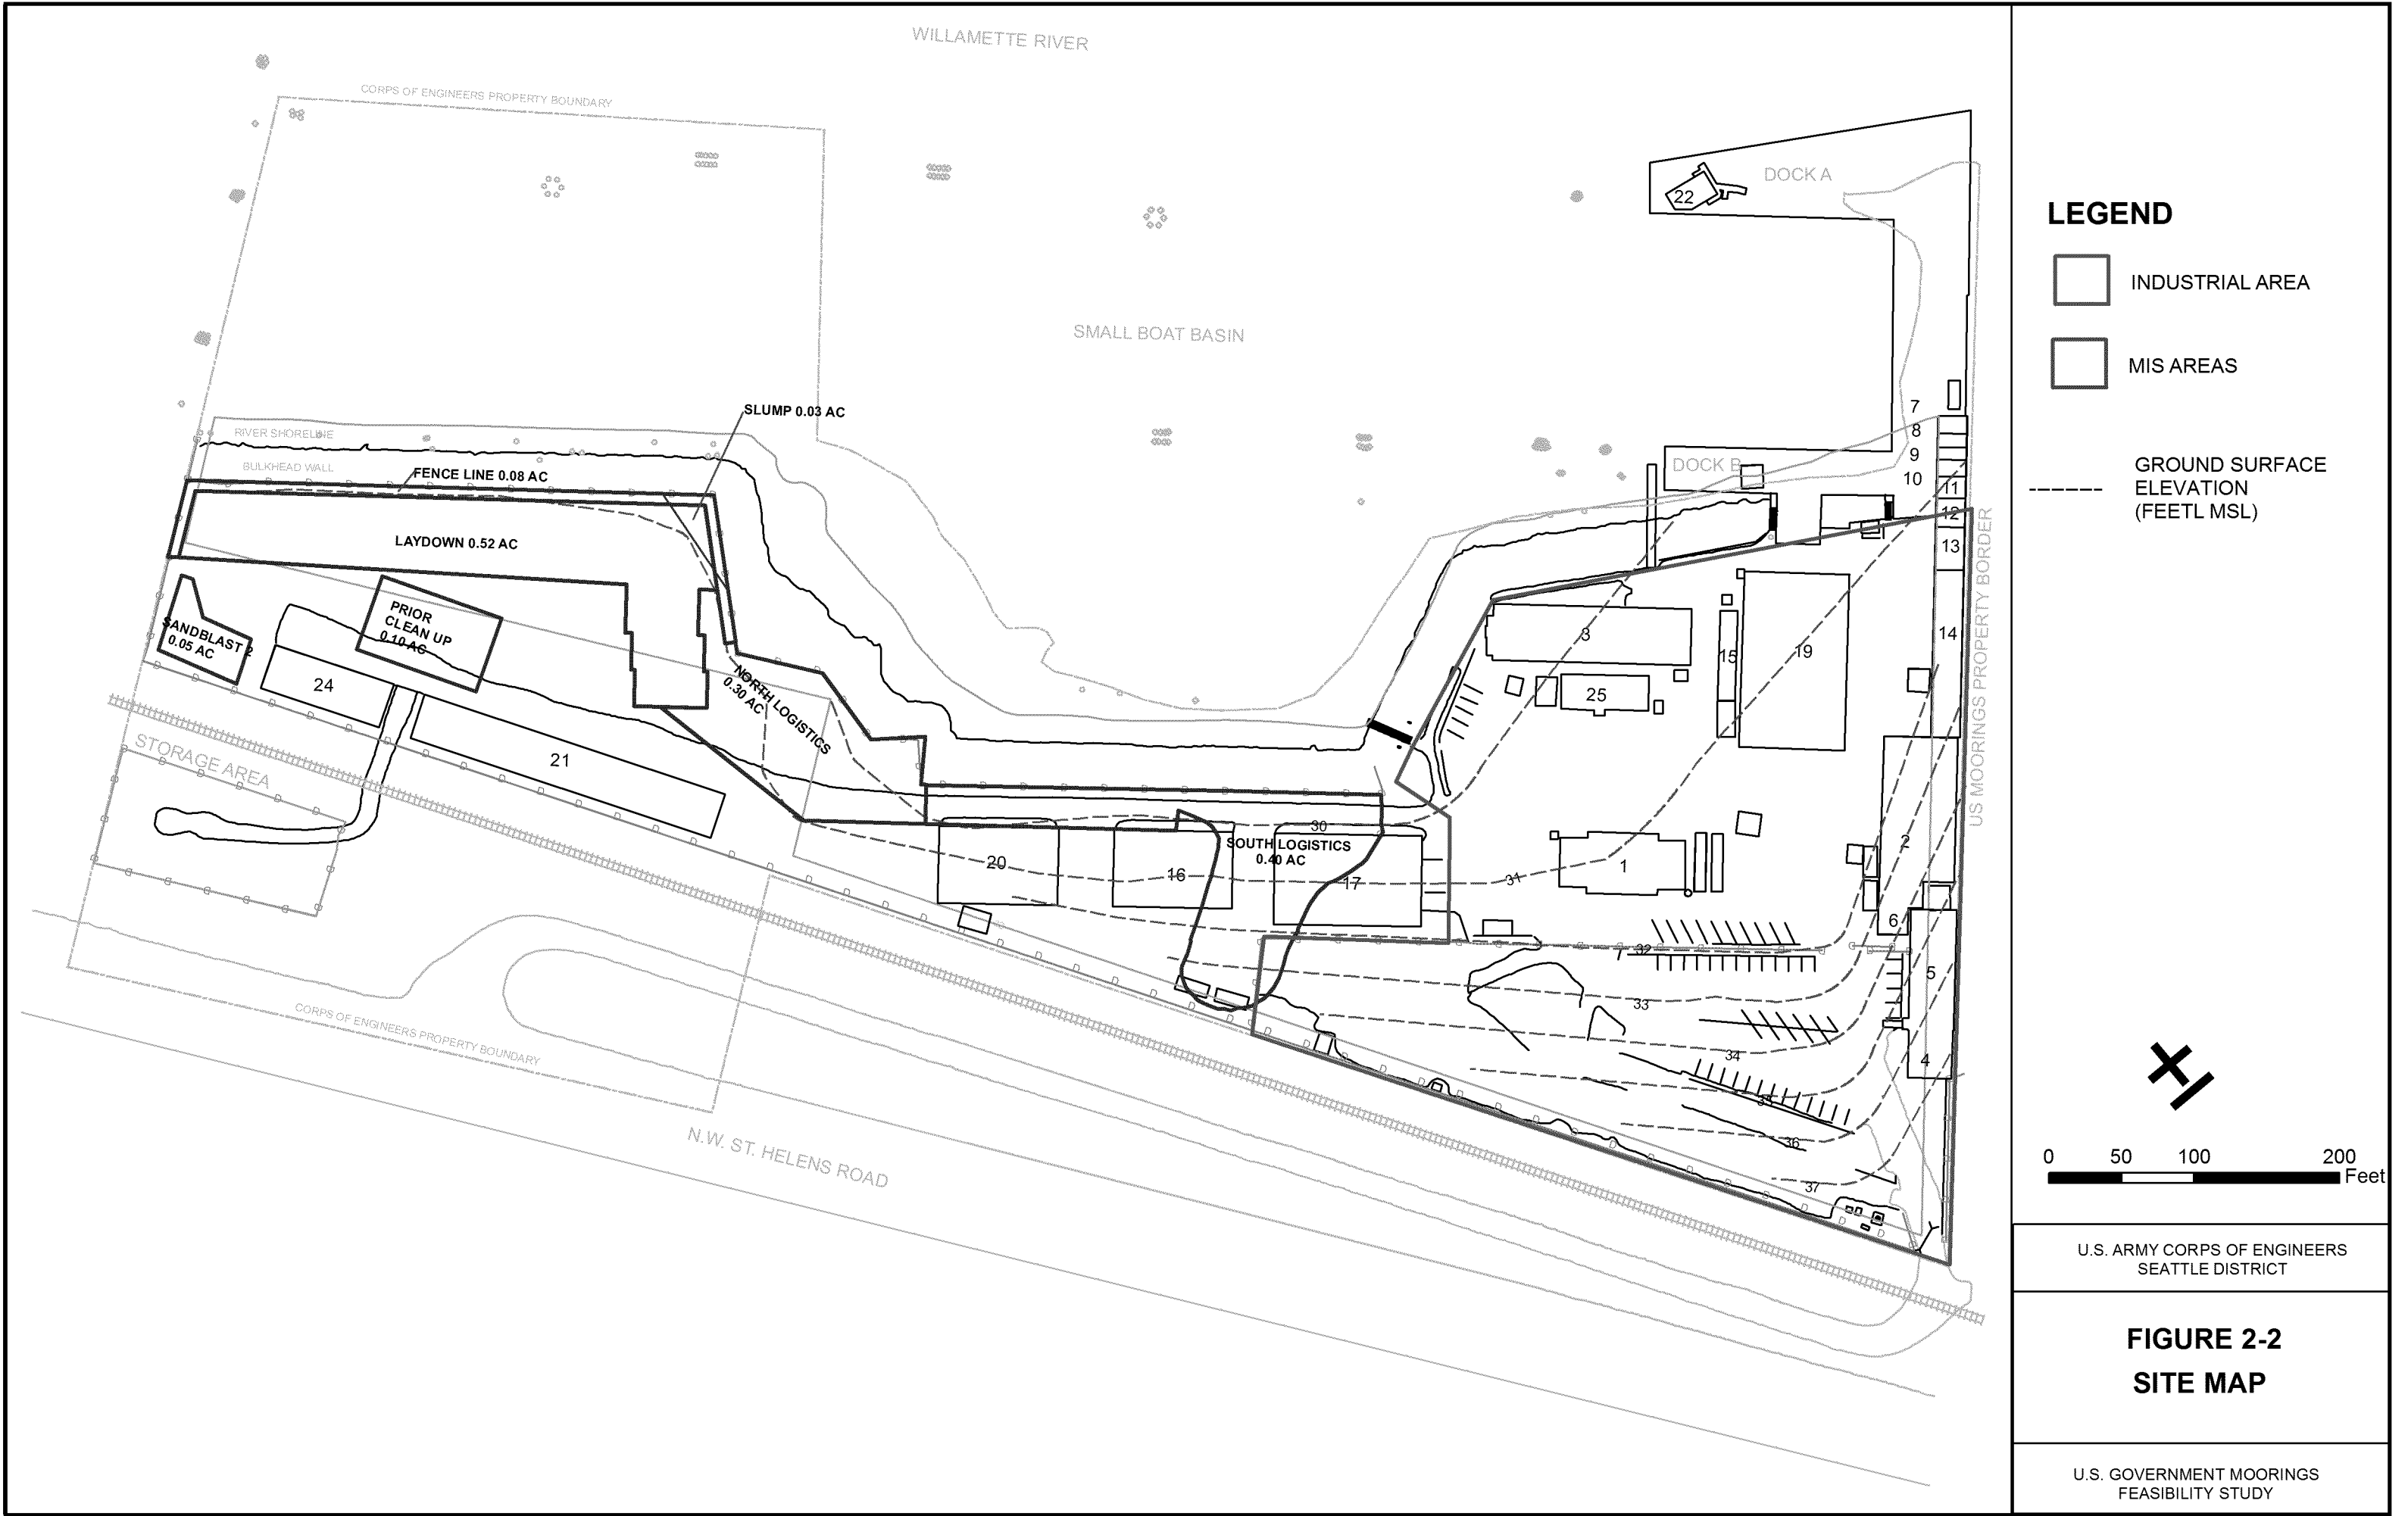 WILLAMETTE RIVER
CORPS OF ENGINEERS PROPERTY BOUNDARY
DOCK A
22
SMALL BOAT BASIN
SLUMP 0.03 AC
RIVER SHORELINE
BULKHEAD WALL
FENCE LINE 0.08 AC
LAYDOWN 0.52 AC
DOCK B
7
8
9
10
11
12
13
14
US MOORINGS PROPERTY BORDER
PRIOR
CLEAN UP
0.10 AC
SANDBLAST 2
0.05 AC
24
21
STORAGE AREA
NORTH LOGISTICS
0.30 AC
3
15
19
25
30
SOUTH LOGISTICS
0.40 AC
20
16
17
31
1
2
6
5
4
32
33
34
35
36
37
CORPS OF ENGINEERS PROPERTY BOUNDARY
N.W. ST. HELENS ROAD
LEGEND
INDUSTRIAL AREA
MIS AREAS
GROUND SURFACE
ELEVATION
(FEETL MSL)
0 50 100 200
Feet
U.S. ARMY CORPS OF ENGINEERS
SEATTLE DISTRICT
FIGURE 2-2
SITE MAP
U.S. GOVERNMENT MOORINGS
FEASIBILITY STUDY